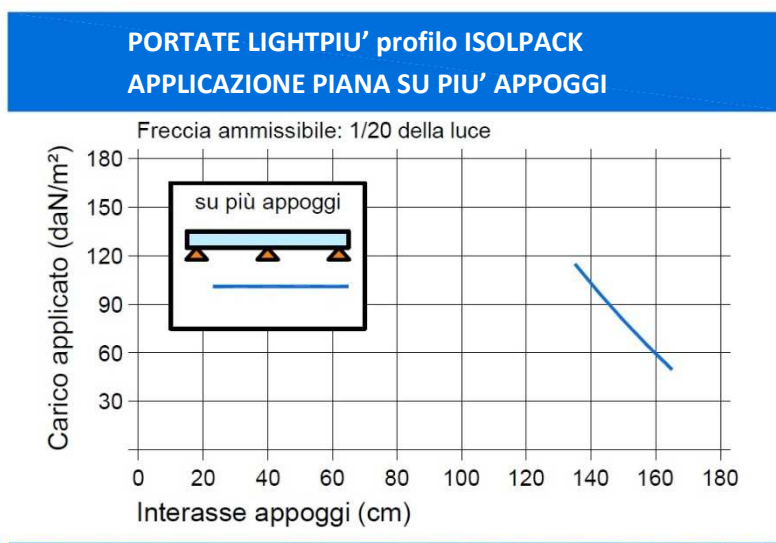 PORTATE LIGHTPIU' profilo ISOLPACK
APPLICAZIONE PIANA SU PIU' APPOGGI
Freccia ammissibile: 1/20 della luce
Carico applicato (daN/m²)
180
150
120
90
60
30
su più appoggi
0 20 40 60 80 100 120 140 160 180
Interasse appoggi (cm)